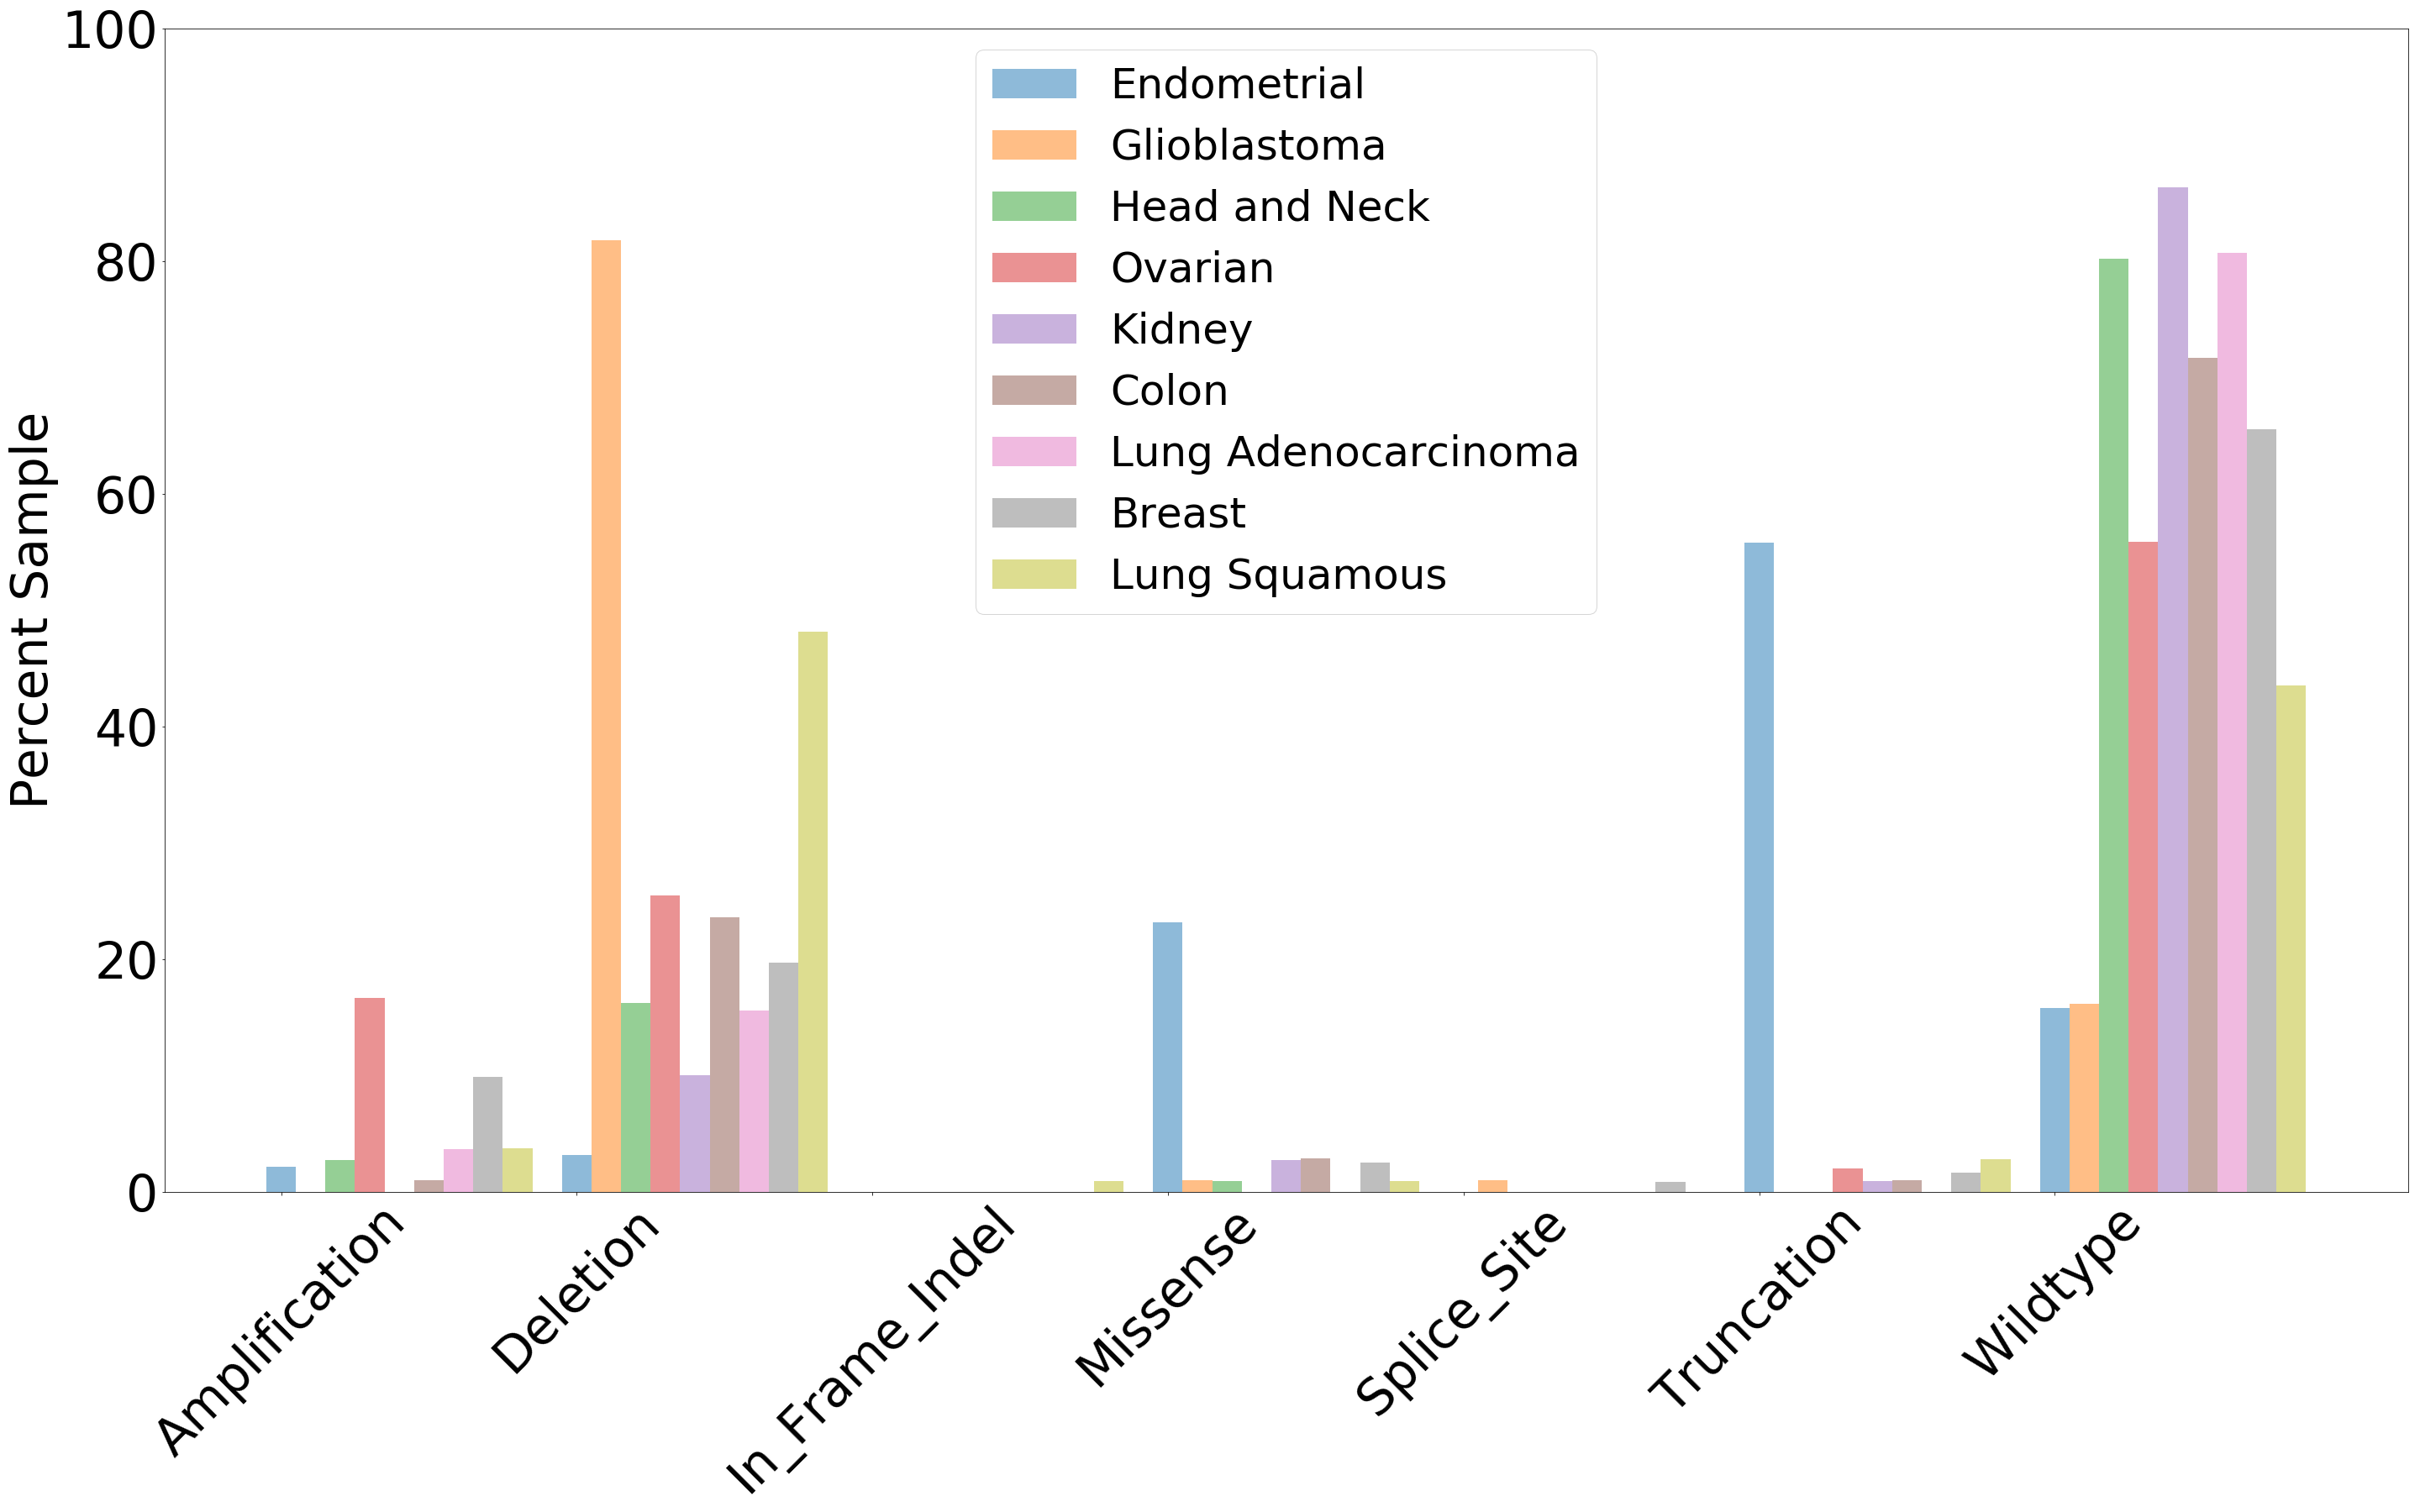 Percent Sample
100
80
60
40
20
0
Endometrial
Glioblastoma
Head and Neck
Ovarian
Kidney
Colon
Lung Adenocarcinoma
Breast
Lung Squamous
Amplification
Deletion
In_Frame_Indel
Missense
Splice_Site
Truncation
Wildtype